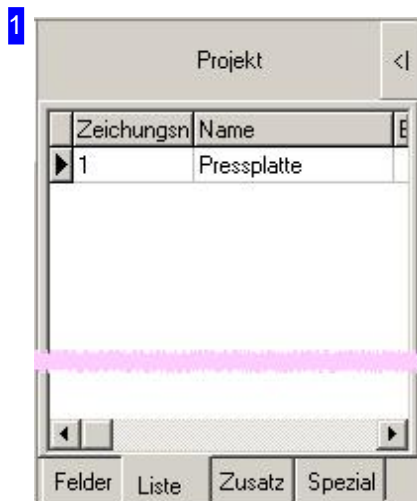 1
Projekt
<|
Zeichungsn Name
1 Pressplatte
Felder Liste Zusatz Spezial